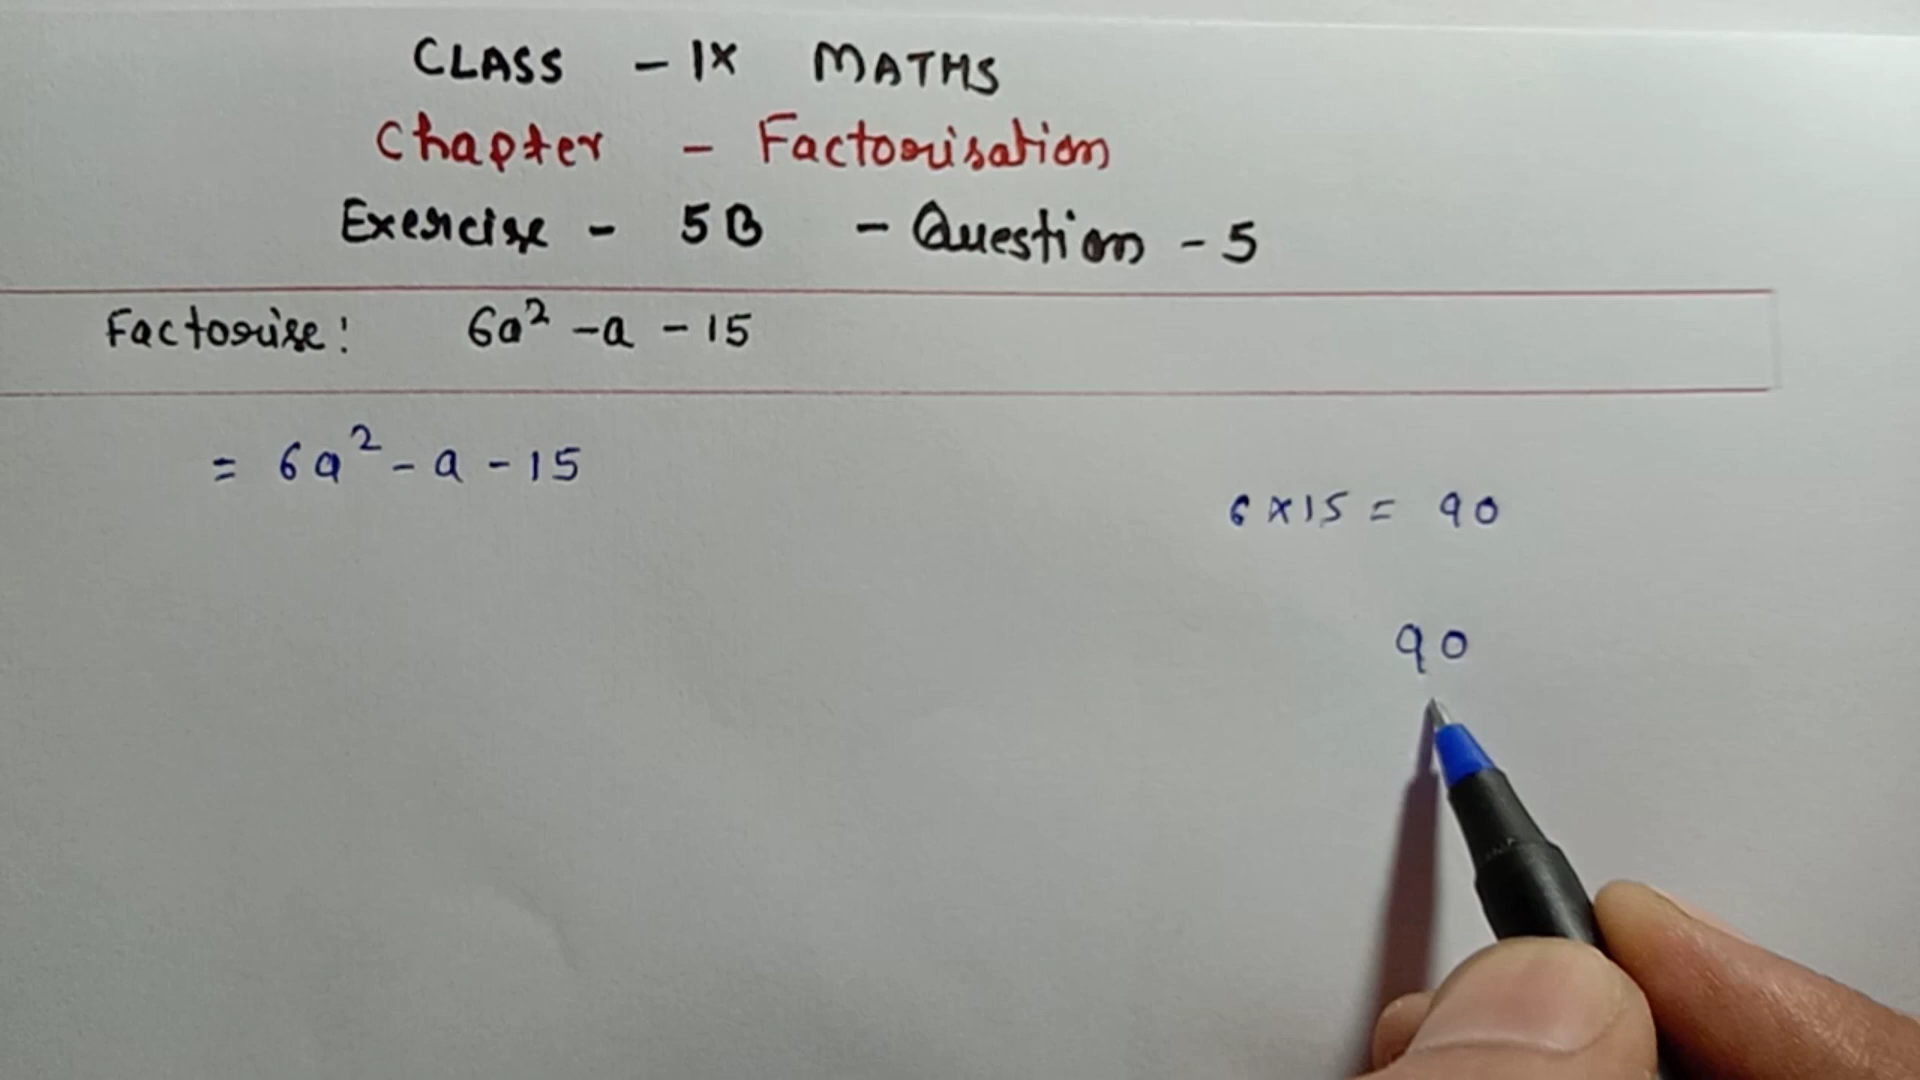 CLASS - IX MATHS
Chapter - Factorisation
Exercise - 5B - Question - 5
Factorise: 6a² - a - 15
= 6a² - a - 15
6 × 15 = 90
90